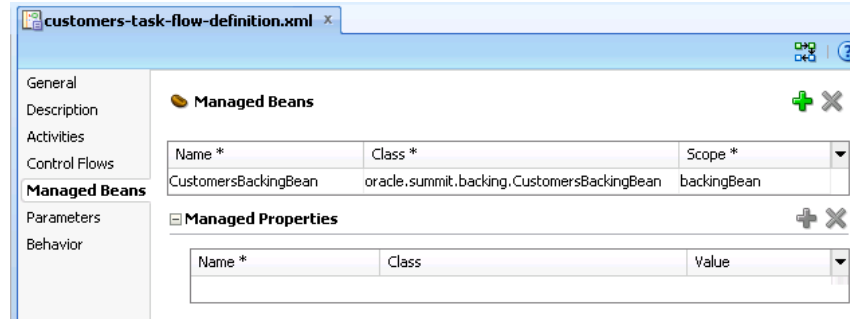 customers-task-flow-definition.xml x
General
Description
Activities
Control Flows
Managed Beans
Parameters
Behavior
Managed Beans
Name * Class * Scope *
CustomersBackingBean oracle.summit.backing.CustomersBackingBean backingBean
Managed Properties
Name * Class Value